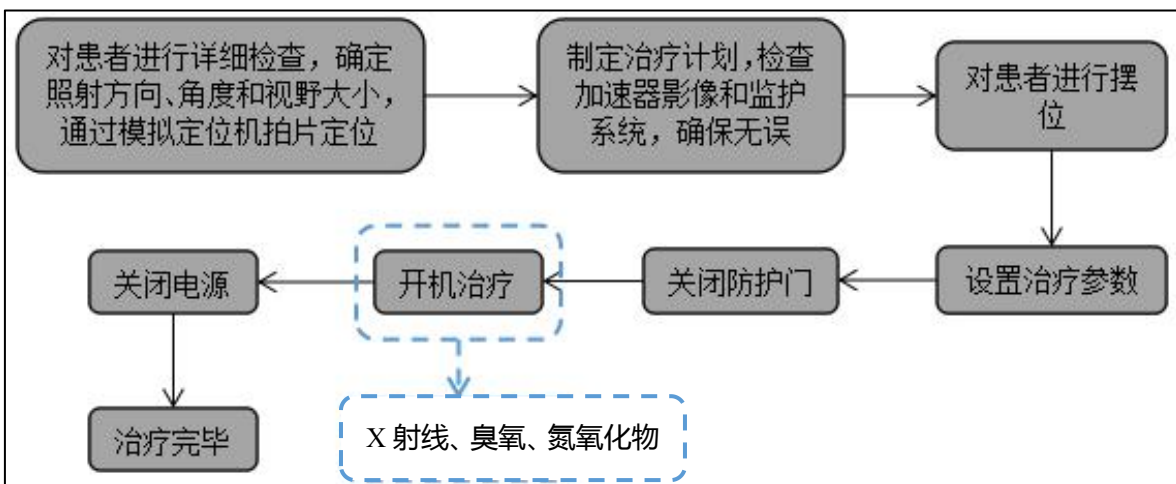 对患者进行详细检查，确定
照射方向、角度和视野大小，
通过模拟定位机拍片定位
制定治疗计划，检查
加速器影像和监护
系统，确保无误
对患者进行摆
位
设置治疗参数
关闭防护门
开机治疗
关闭电源
治疗完毕
X 射线、臭氧、氮氧化物